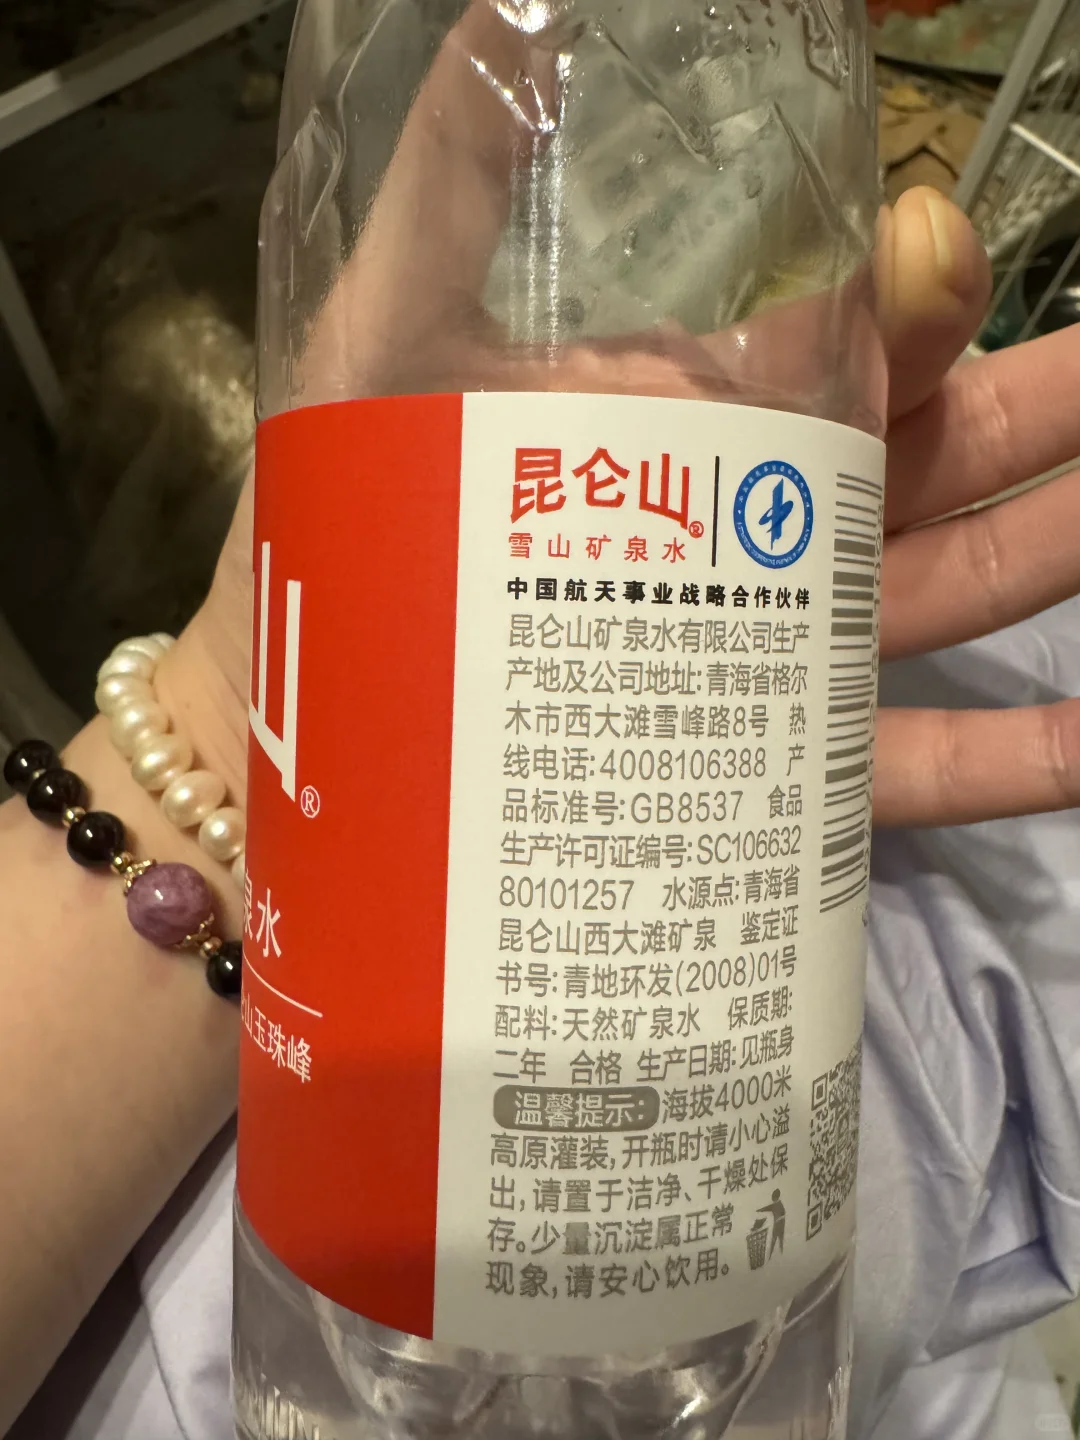 昆仑山®
雪山矿泉水
中国航天事业战略合作伙伴
昆仑山矿泉水有限公司生产
产地及公司地址:青海省格尔
木市西大滩雪峰路8号 热
线电话:4008106388 产
品标准号:GB8537 食品
生产许可证编号:SC106632
80101257 水源点:青海省
昆仑山西大滩矿泉 鉴定证
书号:青地环发(2008)01号
配料:天然矿泉水 保质期:
二年 合格 生产日期:见瓶身
温馨提示: 海拔4000米
高原灌装,开瓶时请小心溢
出,请置于洁净、干燥处保
存。少量沉淀属正常
现象,请安心饮用。
山®
泉水
山玉珠峰